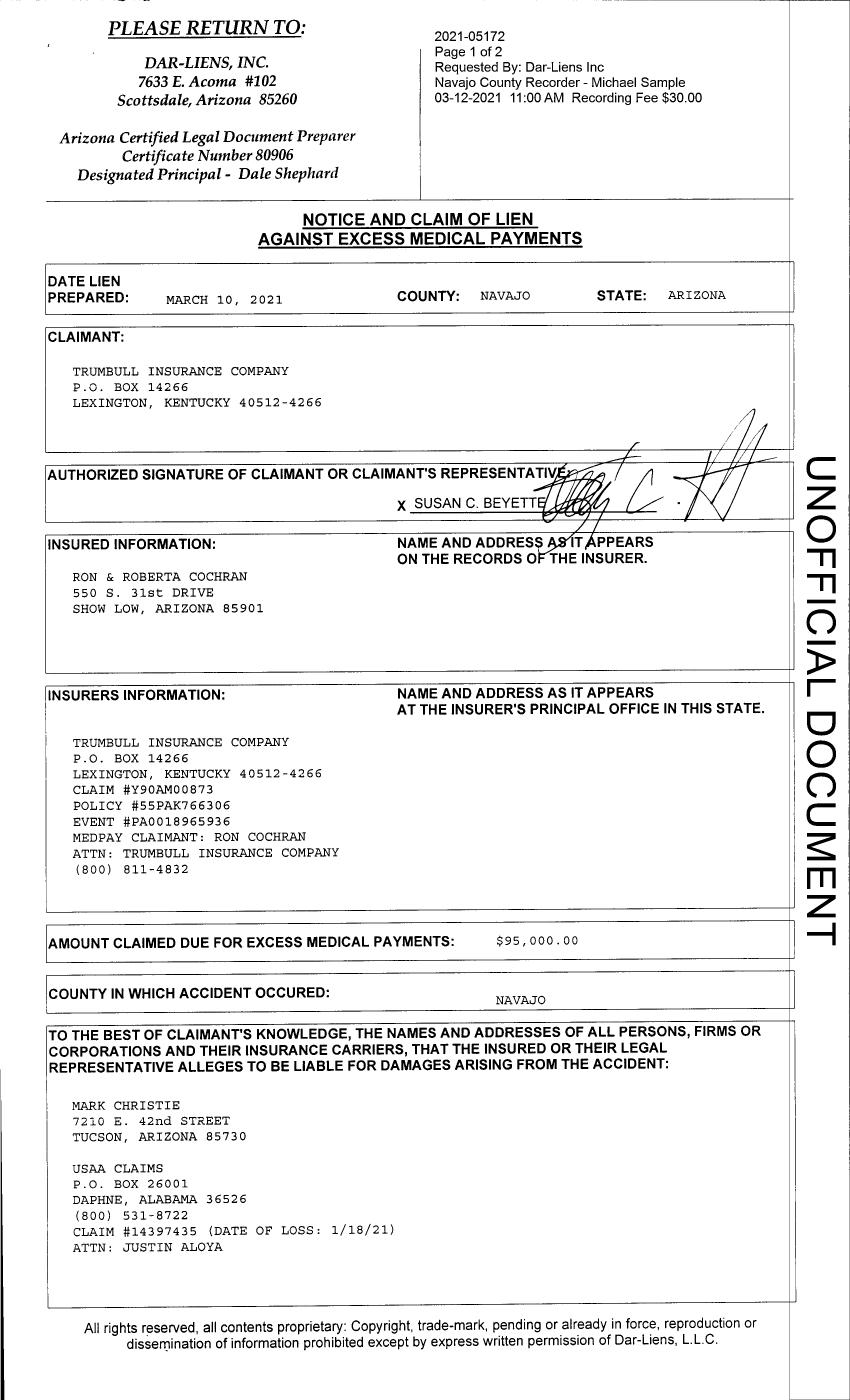 PLEASE RETURN TO:
DAR-LIENS, INC.
7633 E. Acoma #102
Scottsdale, Arizona 85260
Arizona Certified Legal Document Preparer
Certificate Number 80906
Designated Principal - Dale Shephard
2021-05172
Page 1 of 2
Requested By: Dar-Liens Inc
Navajo County Recorder - Michael Sample
03-12-2021 11:00 AM Recording Fee $30.00
NOTICE AND CLAIM OF LIEN
AGAINST EXCESS MEDICAL PAYMENTS
DATE LIEN
PREPARED: MARCH 10, 2021 COUNTY: NAVAJO STATE: ARIZONA
CLAIMANT:
TRUMBULL INSURANCE COMPANY
P.O. BOX 14266
LEXINGTON, KENTUCKY 40512-4266
AUTHORIZED SIGNATURE OF CLAIMANT OR CLAIMANT'S REPRESENTATIVE:
X SUSAN C. BEYETTE
INSURED INFORMATION:
NAME AND ADDRESS AS IT APPEARS
ON THE RECORDS OF THE INSURER.
RON & ROBERTA COCHRAN
550 S. 31st DRIVE
SHOW LOW, ARIZONA 85901
INSURERS INFORMATION:
NAME AND ADDRESS AS IT APPEARS
AT THE INSURER'S PRINCIPAL OFFICE IN THIS STATE.
TRUMBULL INSURANCE COMPANY
P.O. BOX 14266
LEXINGTON, KENTUCKY 40512-4266
CLAIM #Y90AM00873
POLICY #55PAK766306
EVENT #PA0018965936
MEDPAY CLAIMANT: RON COCHRAN
ATTN: TRUMBULL INSURANCE COMPANY
(800) 811-4832
AMOUNT CLAIMED DUE FOR EXCESS MEDICAL PAYMENTS: $95,000.00
COUNTY IN WHICH ACCIDENT OCCURED: NAVAJO
TO THE BEST OF CLAIMANT'S KNOWLEDGE, THE NAMES AND ADDRESSES OF ALL PERSONS, FIRMS OR
CORPORATIONS AND THEIR INSURANCE CARRIERS, THAT THE INSURED OR THEIR LEGAL
REPRESENTATIVE ALLEGES TO BE LIABLE FOR DAMAGES ARISING FROM THE ACCIDENT:
MARK CHRISTIE
7210 E. 42nd STREET
TUCSON, ARIZONA 85730
USAA CLAIMS
P.O. BOX 26001
DAPHNE, ALABAMA 36526
(800) 531-8722
CLAIM #14397435 (DATE OF LOSS: 1/18/21)
ATTN: JUSTIN ALOYA
All rights reserved, all contents proprietary: Copyright, trade-mark, pending or already in force, reproduction or
dissemination of information prohibited except by express written permission of Dar-Liens, L.L.C.
UNOFFICIAL DOCUMENT